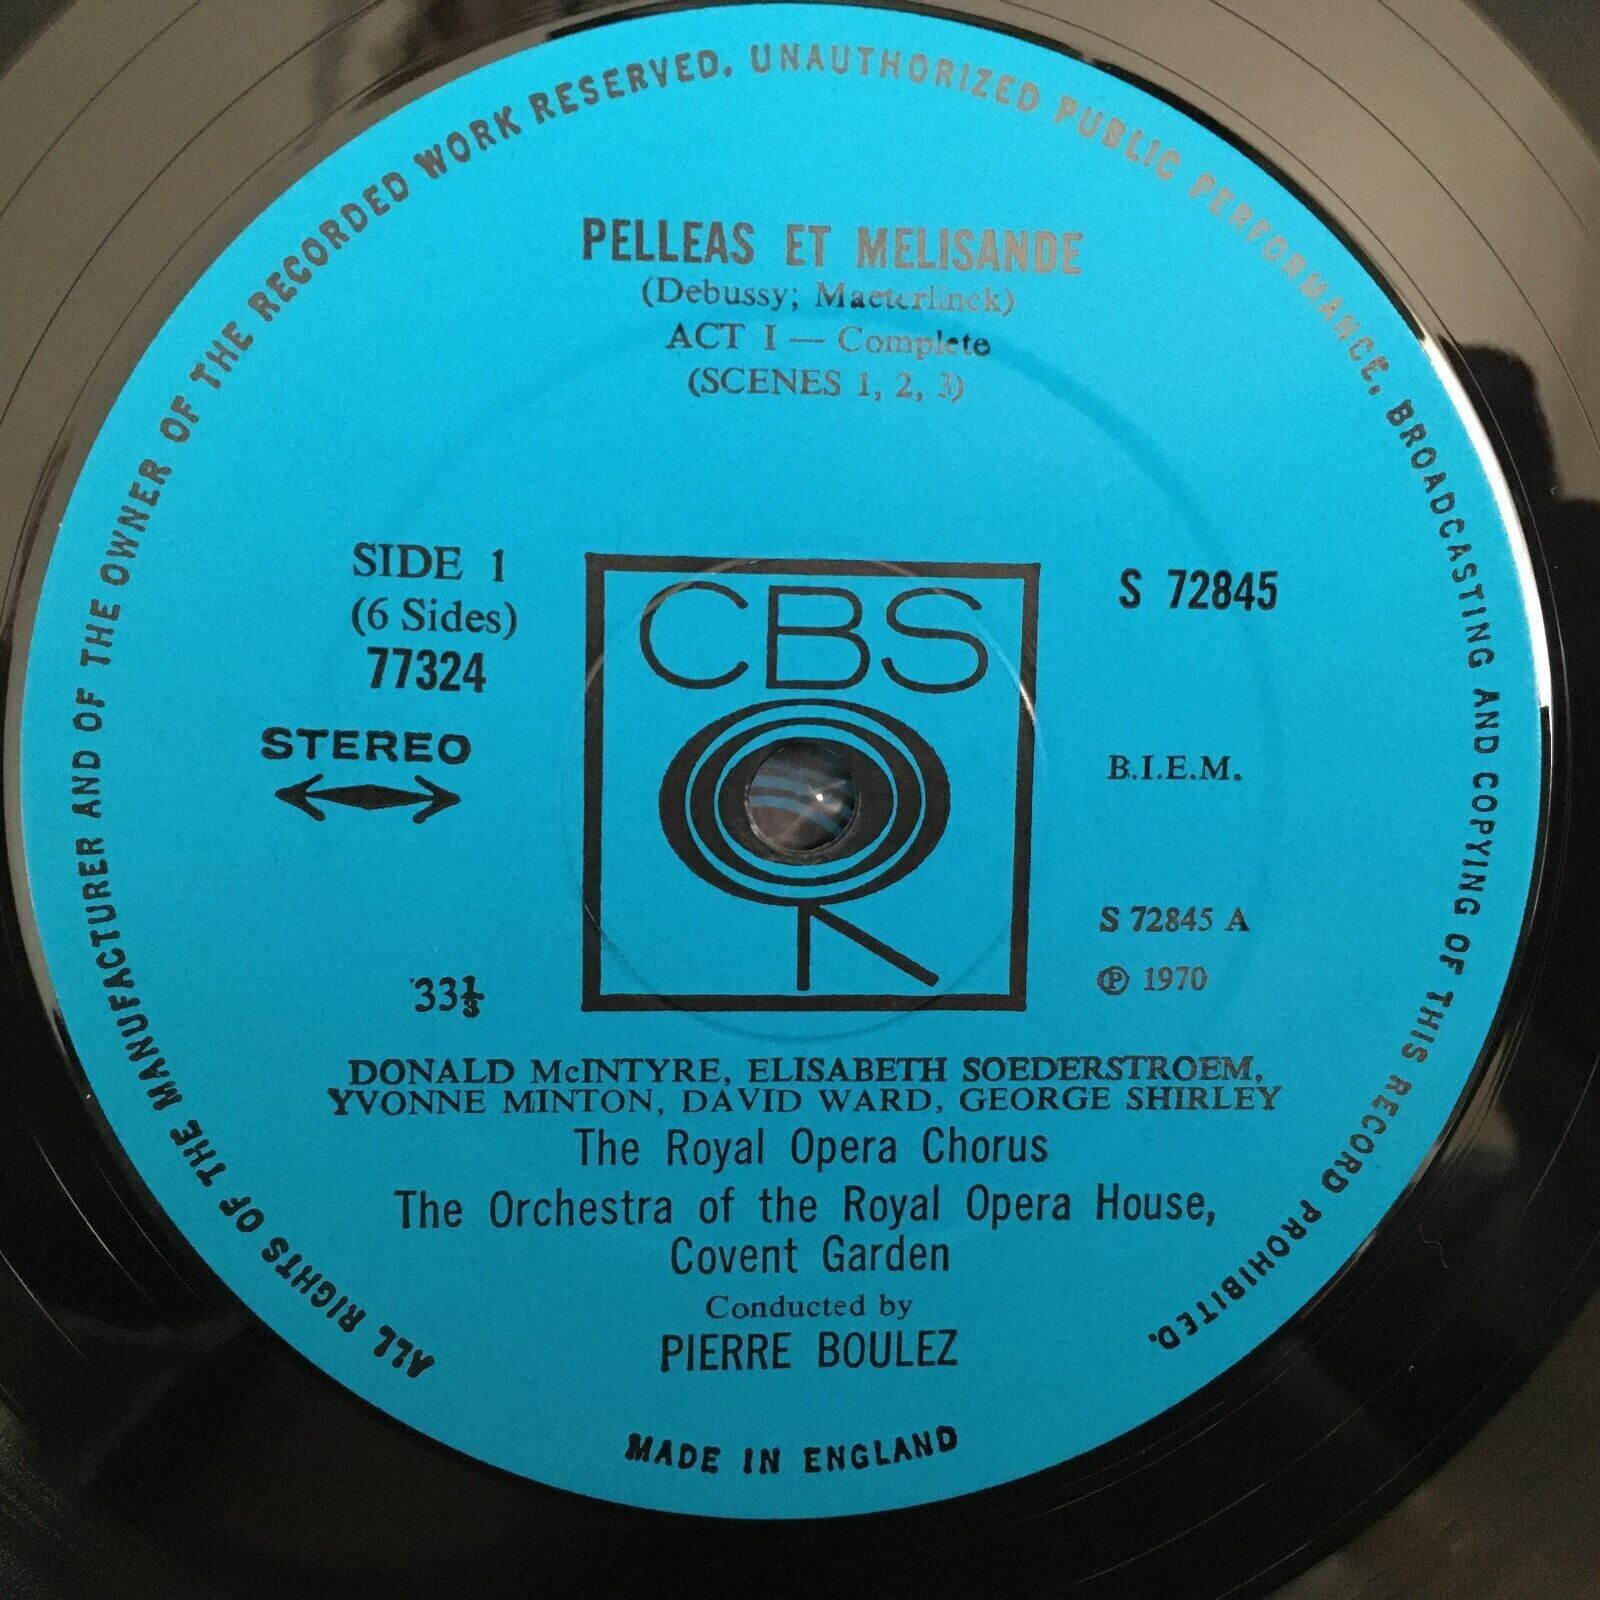 ALL RIGHTS OF THE MANUFACTURER AND OF THE OWNER OF THE RECORDED WORK RESERVED. UNAUTHORIZED PUBLIC PERFORMANCE, BROADCASTING AND COPYING OF THIS RECORD PROHIBITED.
PELLEAS ET MELISANDE
(Debussy; Maeterlinck)
ACT I — Complete
(SCENES 1, 2, 3)
SIDE 1
(6 Sides)
77324
STEREO
33⅓
CBS
S 72845
B.I.E.M.
S 72845 A
℗ 1970
DONALD McINTYRE, ELISABETH SOEDERSTROEM,
YVONNE MINTON, DAVID WARD, GEORGE SHIRLEY
The Royal Opera Chorus
The Orchestra of the Royal Opera House,
Covent Garden
Conducted by
PIERRE BOULEZ
MADE IN ENGLAND